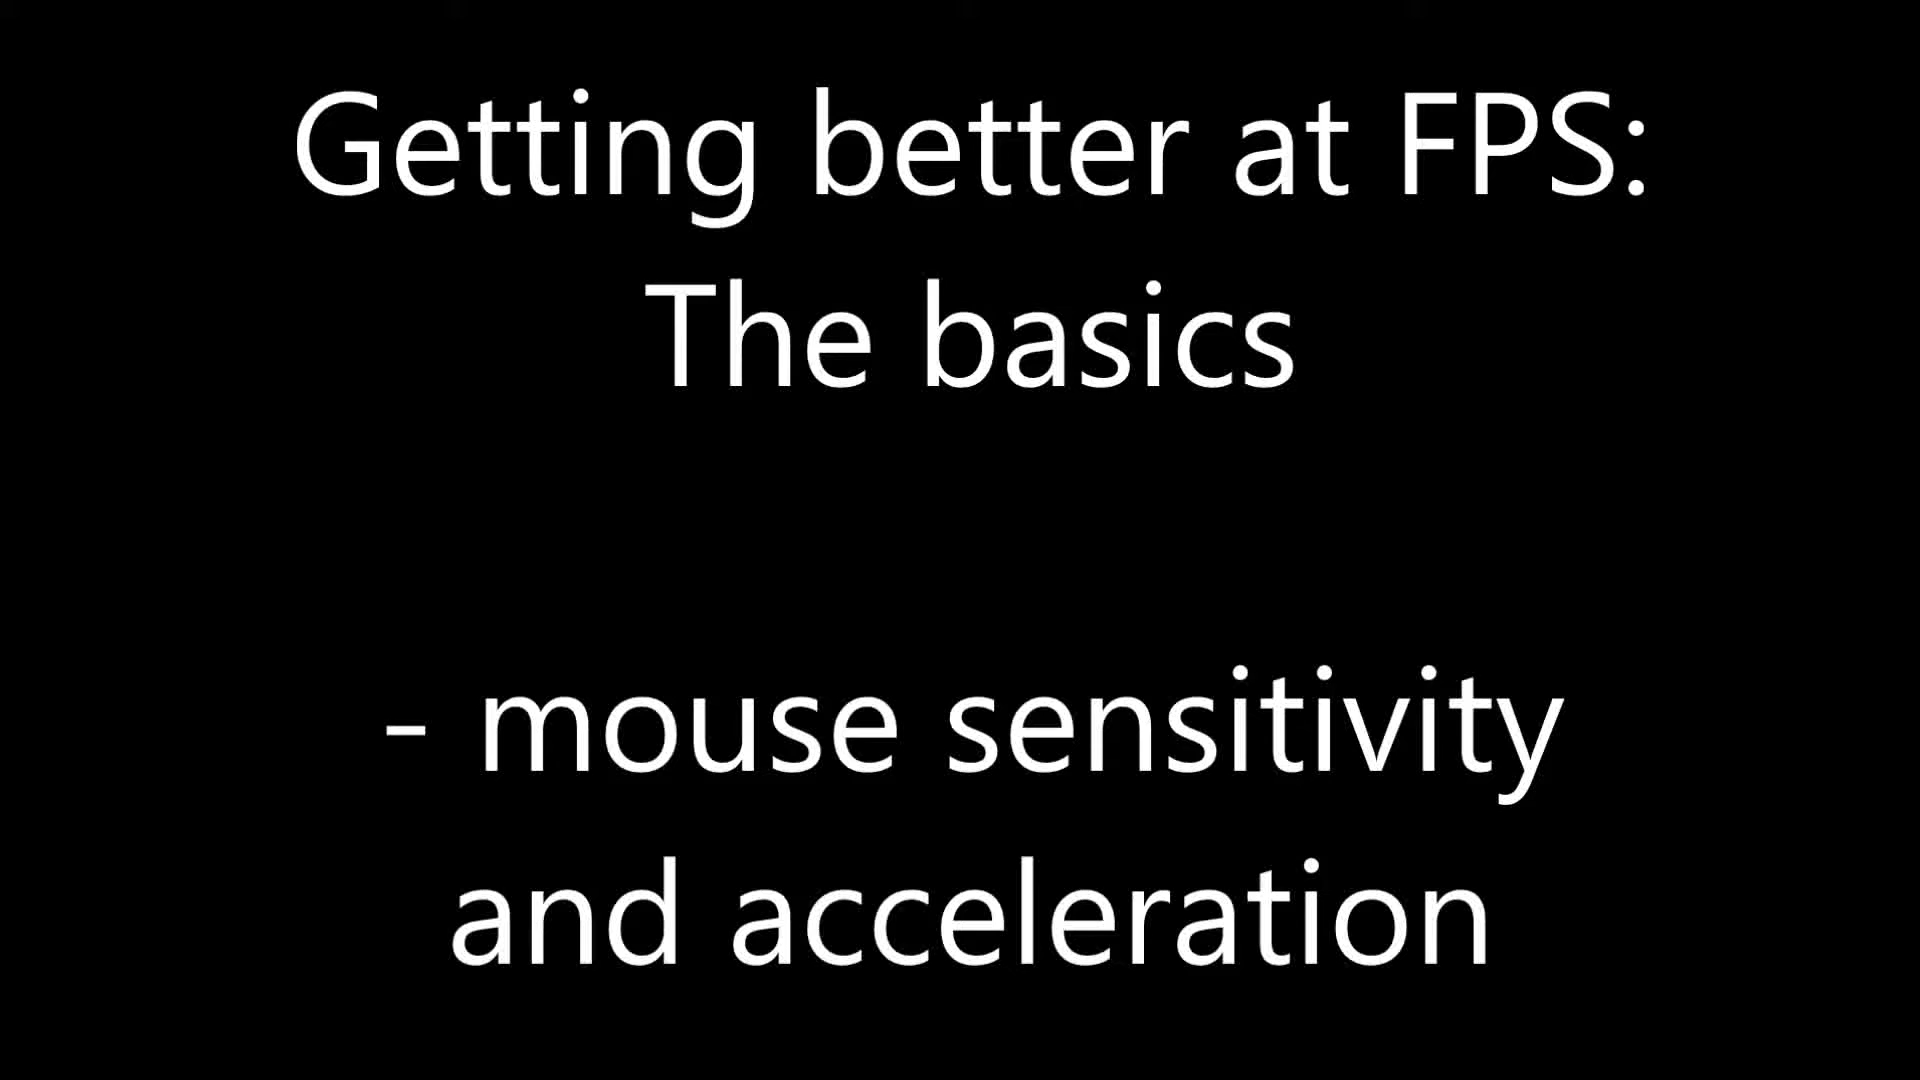 Getting better at FPS:
The basics
- mouse sensitivity
and acceleration